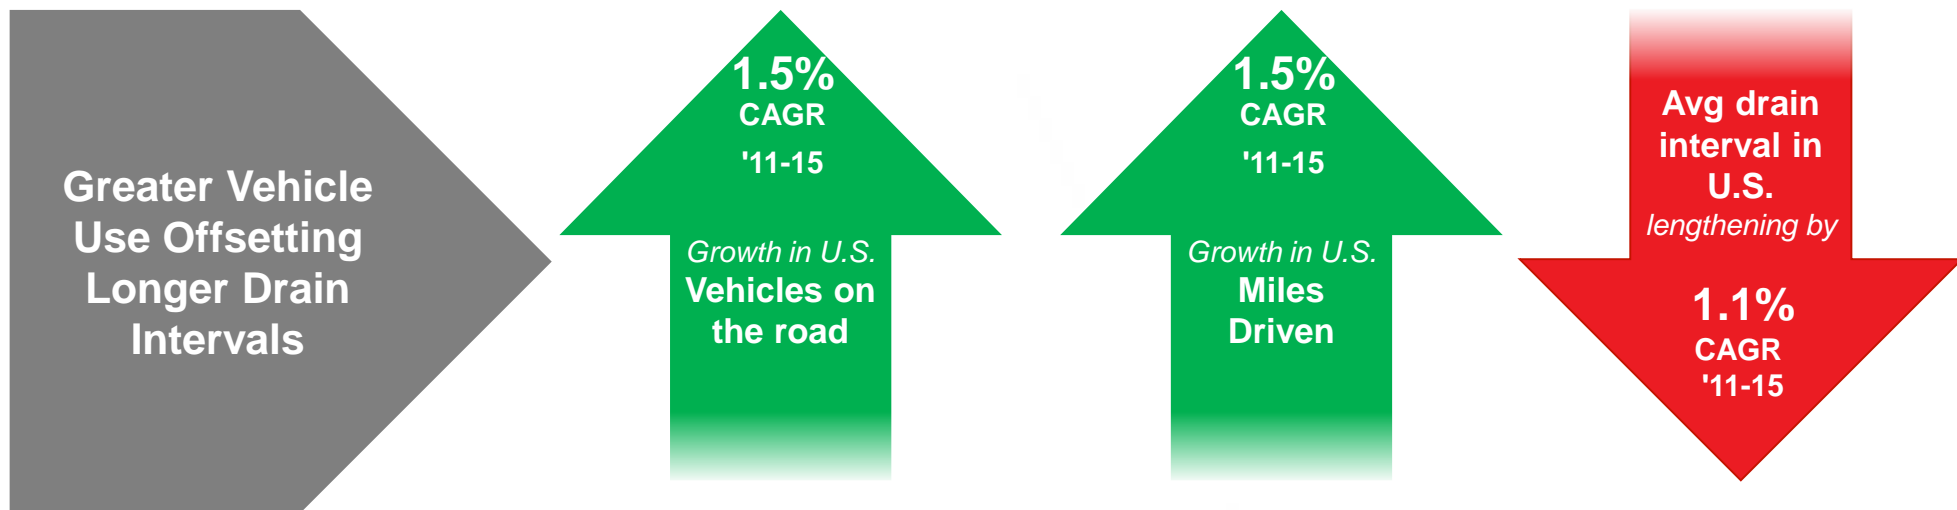 Greater Vehicle
Use Offsetting
Longer Drain
Intervals
1.5%
CAGR
'11-15
Growth in U.S.
Vehicles on
the road
1.5%
CAGR
'11-15
Growth in U.S.
Miles
Driven
Avg drain
interval in
U.S.
lengthening by
1.1%
CAGR
'11-15